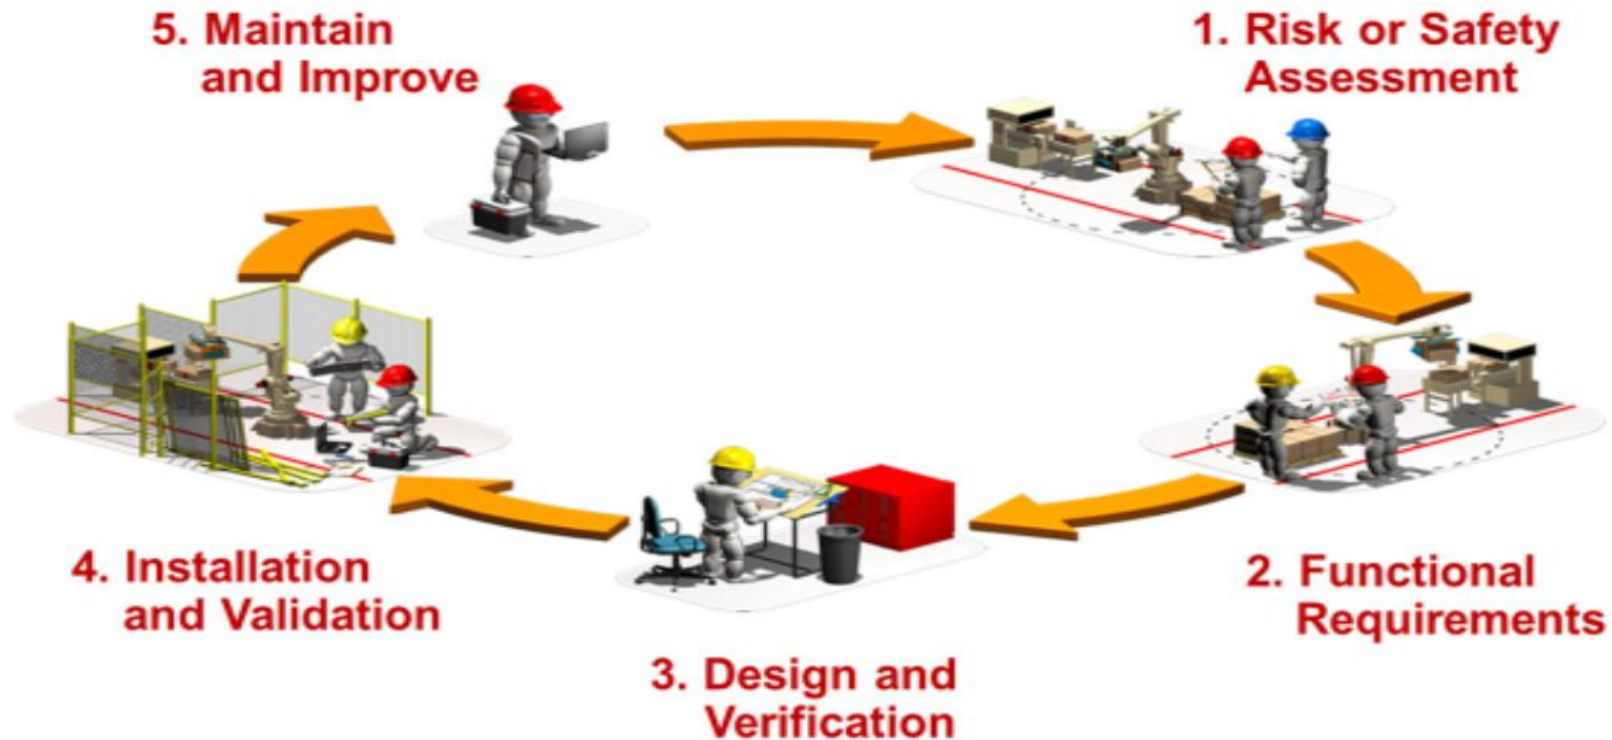 1. Risk or Safety
Assessment
2. Functional
Requirements
3. Design and
Verification
4. Installation
and Validation
5. Maintain
and Improve